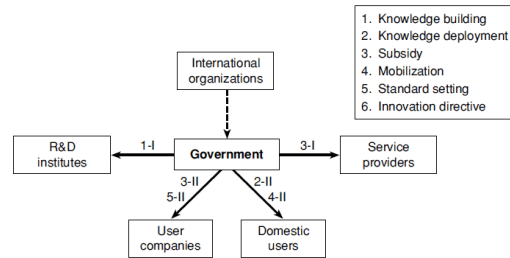 1. Knowledge building
2. Knowledge deployment
3. Subsidy
4. Mobilization
5. Standard setting
6. Innovation directive
International
organizations
R&D
institutes
1-I
Government
3-I
Service
providers
3-II
5-II
2-II
4-II
User
companies
Domestic
users